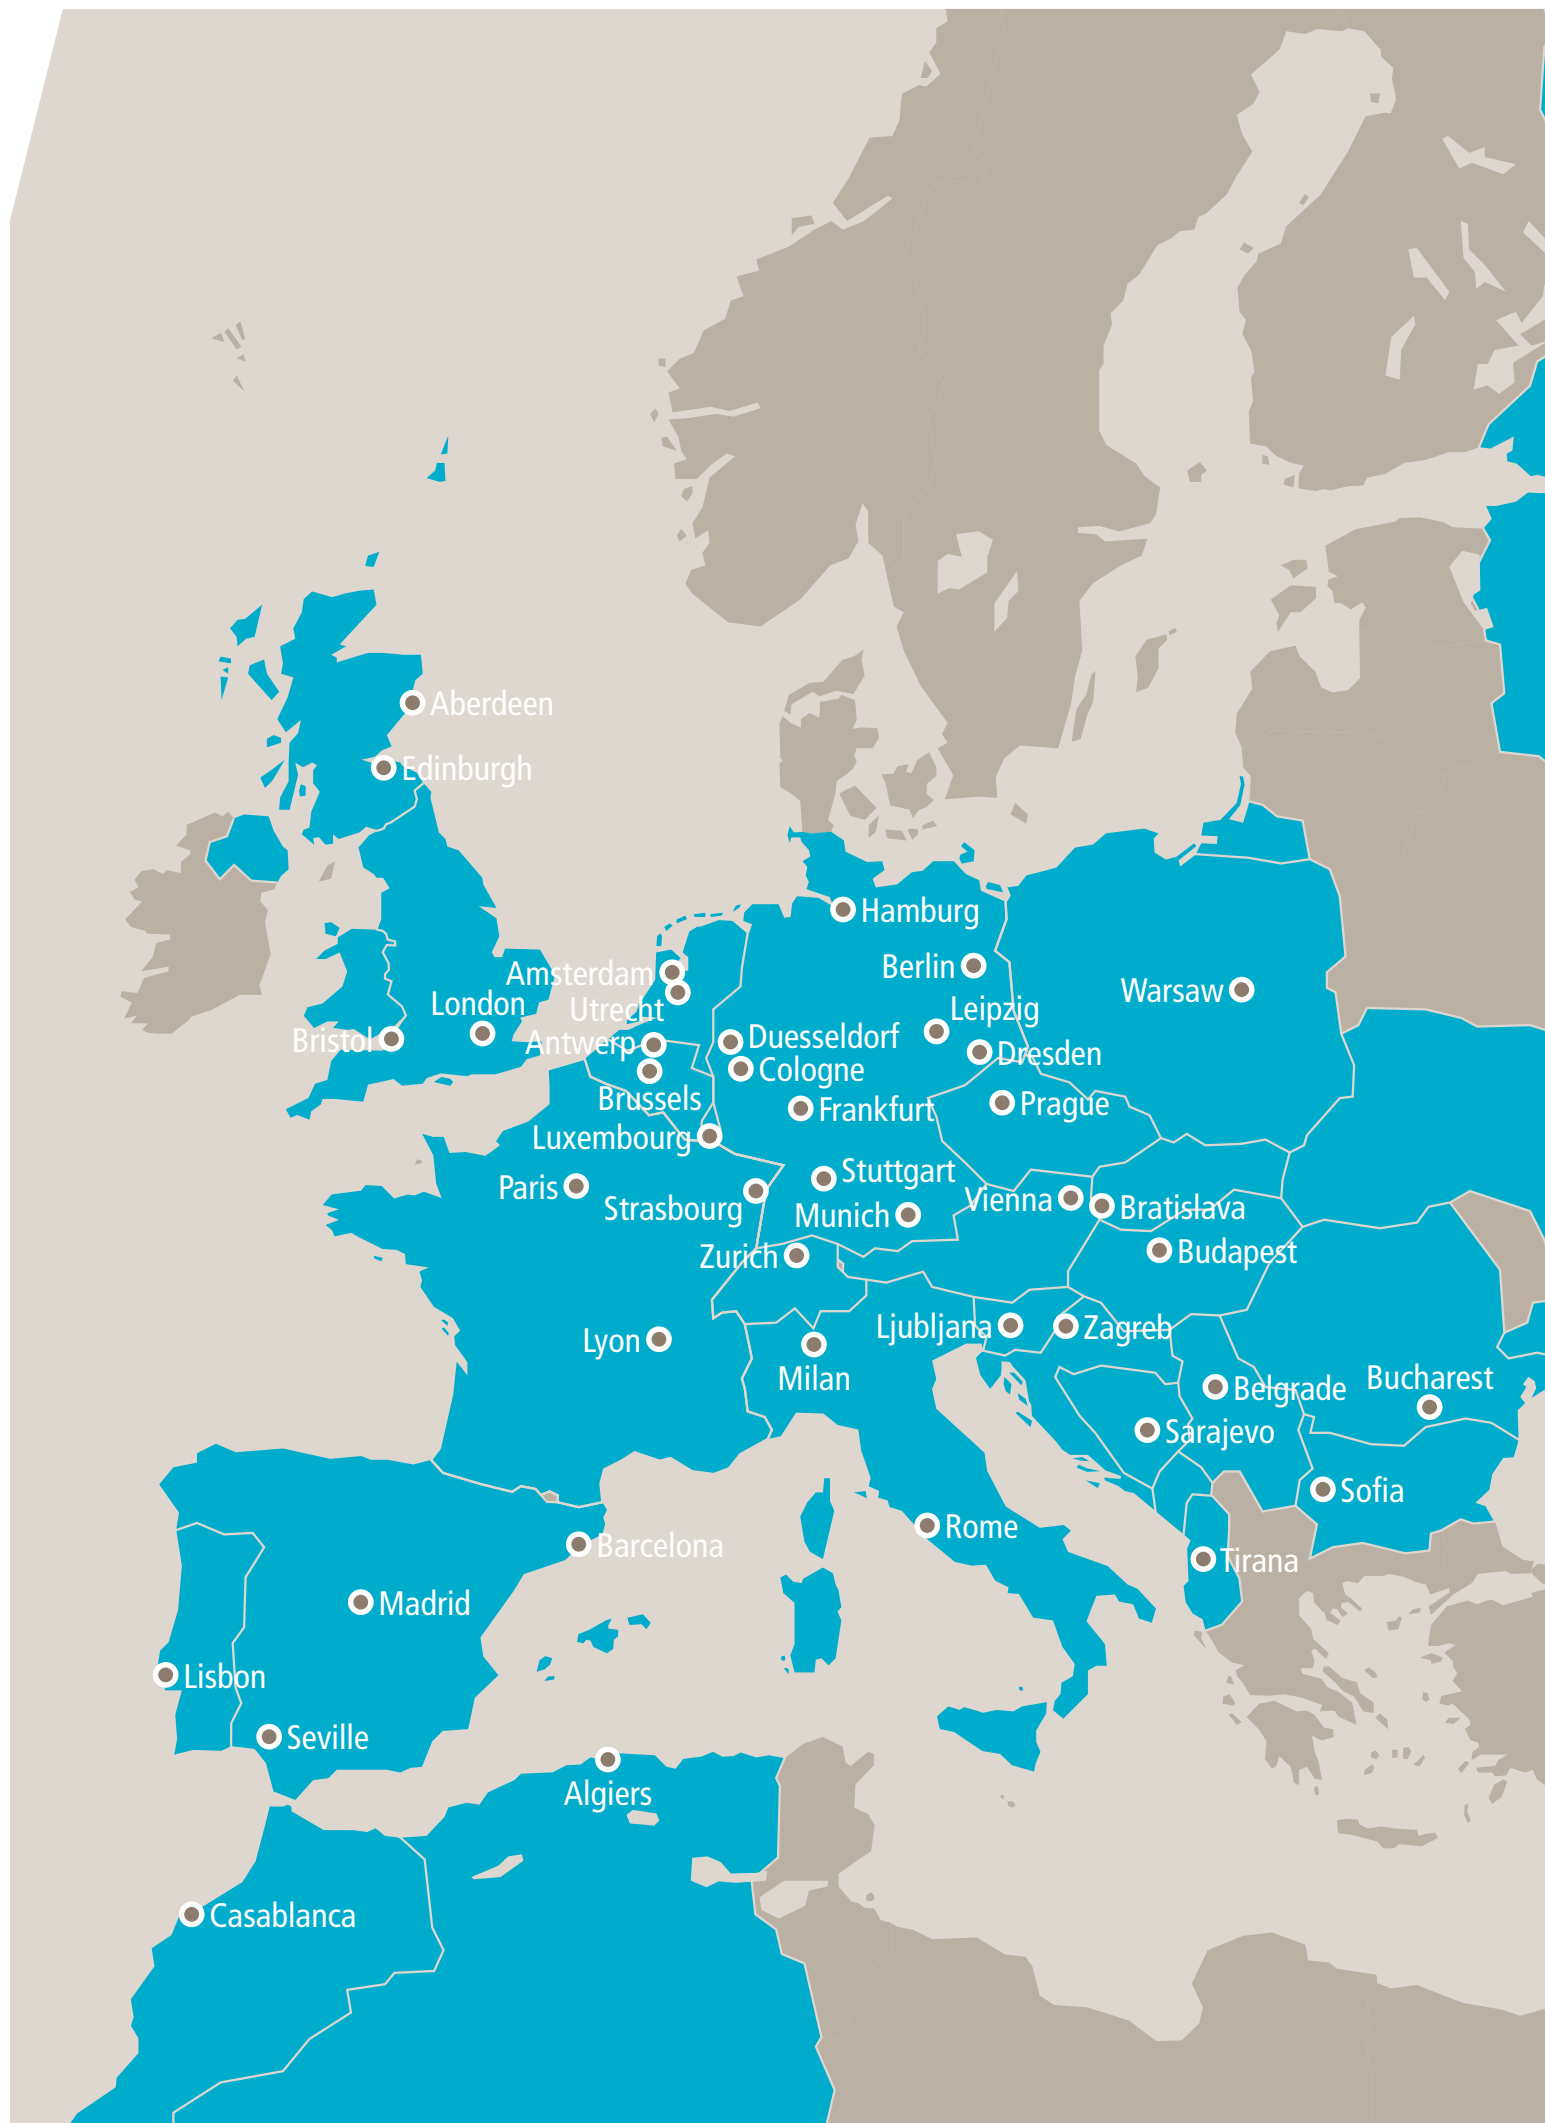 Aberdeen
Edinburgh
Hamburg
Berlin
Amsterdam
Warsaw
London
Utrecht
Leipzig
Bristol
Antwerp
Duesseldorf
Dresden
Cologne
Brussels
Frankfurt
Prague
Luxembourg
Stuttgart
Paris
Strasbourg
Munich
Vienna
Bratislava
Zurich
Budapest
Lyon
Ljubljana
Zagreb
Milan
Belgrade
Bucharest
Sarajevo
Sofia
Rome
Barcelona
Tirana
Madrid
Lisbon
Seville
Algiers
Casablanca